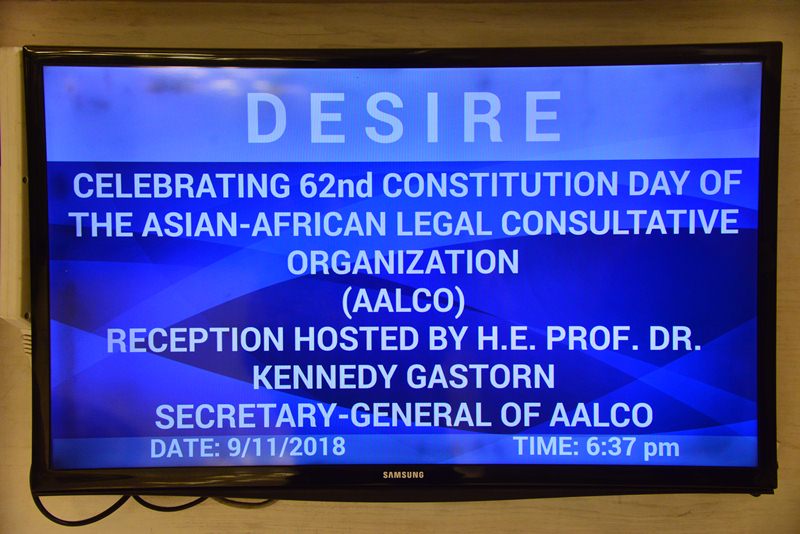 DESIRE
CELEBRATING 62nd CONSTITUTION DAY OF
THE ASIAN-AFRICAN LEGAL CONSULTATIVE
ORGANIZATION
(AALCO)
RECEPTION HOSTED BY H.E. PROF. DR.
KENNEDY GASTORN
SECRETARY-GENERAL OF AALCO
DATE: 9/11/2018 TIME: 6:37 pm
SAMSUNG